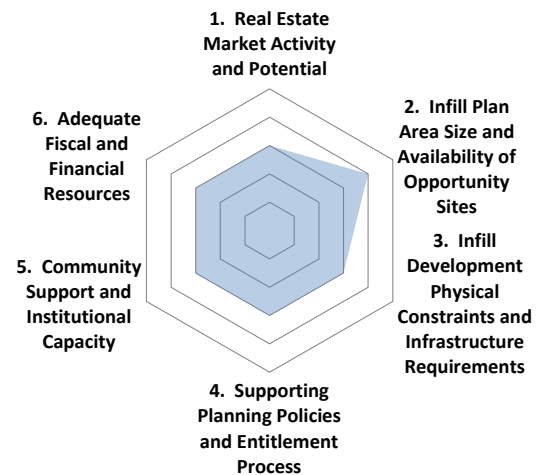 1. Real Estate
Market Activity
and Potential
2. Infill Plan
Area Size and
Availability of
Opportunity
Sites
3. Infill
Development
Physical
Constraints and
Infrastructure
Requirements
4. Supporting
Planning Policies
and Entitlement
Process
5. Community
Support and
Institutional
Capacity
6. Adequate
Fiscal and
Financial
Resources